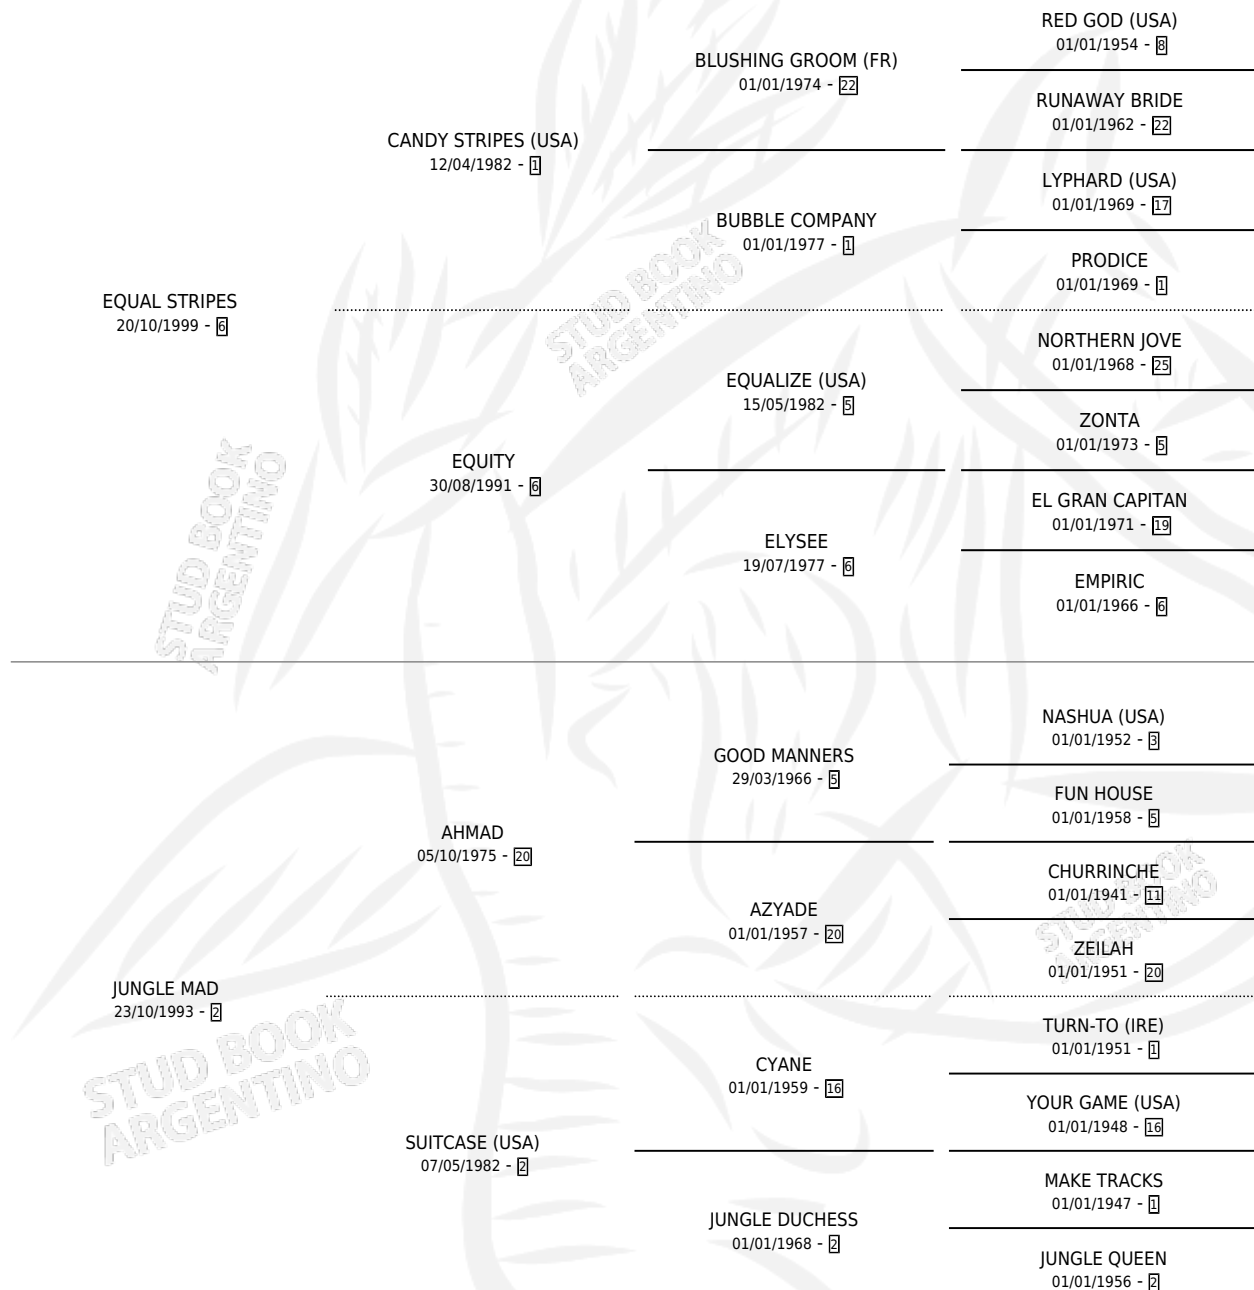 RED GOD (USA)
01/01/1954 - 8
BLUSHING GROOM (FR)
01/01/1974 - 22
RUNAWAY BRIDE
01/01/1962 - 22
CANDY STRIPES (USA)
12/04/1982 - 1
LYPHARD (USA)
01/01/1969 - 17
BUBBLE COMPANY
01/01/1977 - 1
PRODICE
01/01/1969 - 1
EQUAL STRIPES
20/10/1999 - 6
NORTHERN JOVE
01/01/1968 - 25
EQUALIZE (USA)
15/05/1982 - 5
ZONTA
01/01/1973 - 5
EQUITY
30/08/1991 - 6
EL GRAN CAPITAN
01/01/1971 - 19
ELYSEE
19/07/1977 - 6
EMPIRIC
01/01/1966 - 6
NASHUA (USA)
01/01/1952 - 3
GOOD MANNERS
29/03/1966 - 5
FUN HOUSE
01/01/1958 - 5
AHMAD
05/10/1975 - 20
CHURRINCHE
01/01/1941 - 11
AZYADE
01/01/1957 - 20
ZEILAH
01/01/1951 - 20
JUNGLE MAD
23/10/1993 - 2
TURN-TO (IRE)
01/01/1951 - 1
CYANE
01/01/1959 - 16
YOUR GAME (USA)
01/01/1948 - 16
SUITCASE (USA)
07/05/1982 - 2
MAKE TRACKS
01/01/1947 - 1
JUNGLE DUCHESS
01/01/1968 - 2
JUNGLE QUEEN
01/01/1956 - 2
STUD BOOK
ARGENTINO
STUD BOOK
ARGENTINO
STUD BOOK
ARGENTINO
STUD BOOK
ARGENTINO